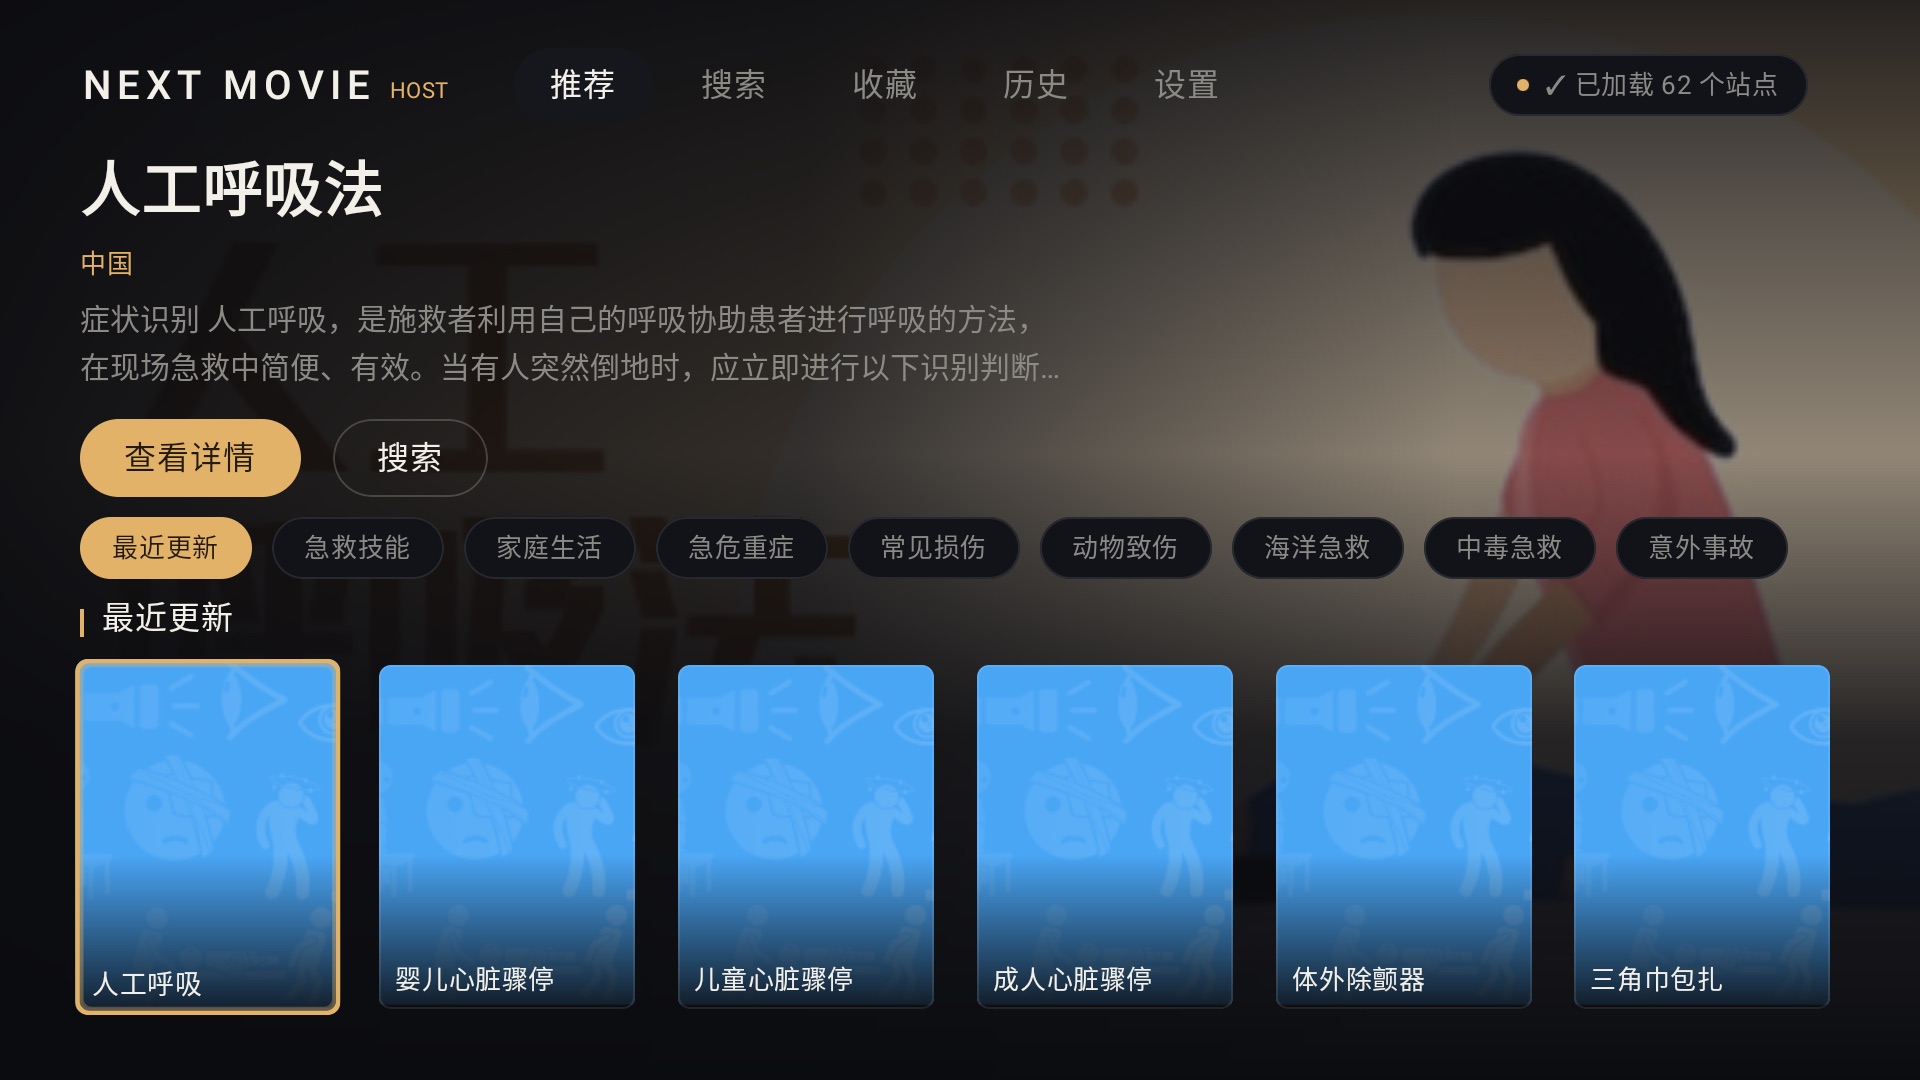 NEXT MOVIE HOST 推荐 搜索 收藏 历史 设置 ✓ 已加载 62 个站点
人工呼吸法
中国
症状识别 人工呼吸，是施救者利用自己的呼吸协助患者进行呼吸的方法，
在现场急救中简便、有效。当有人突然倒地时，应立即进行以下识别判断...
查看详情 搜索
最近更新 急救技能 家庭生活 急危重症 常见损伤 动物致伤 海洋急救 中毒急救 意外事故
最近更新
人工呼吸 婴儿心脏骤停 儿童心脏骤停 成人心脏骤停 体外除颤器 三角巾包扎